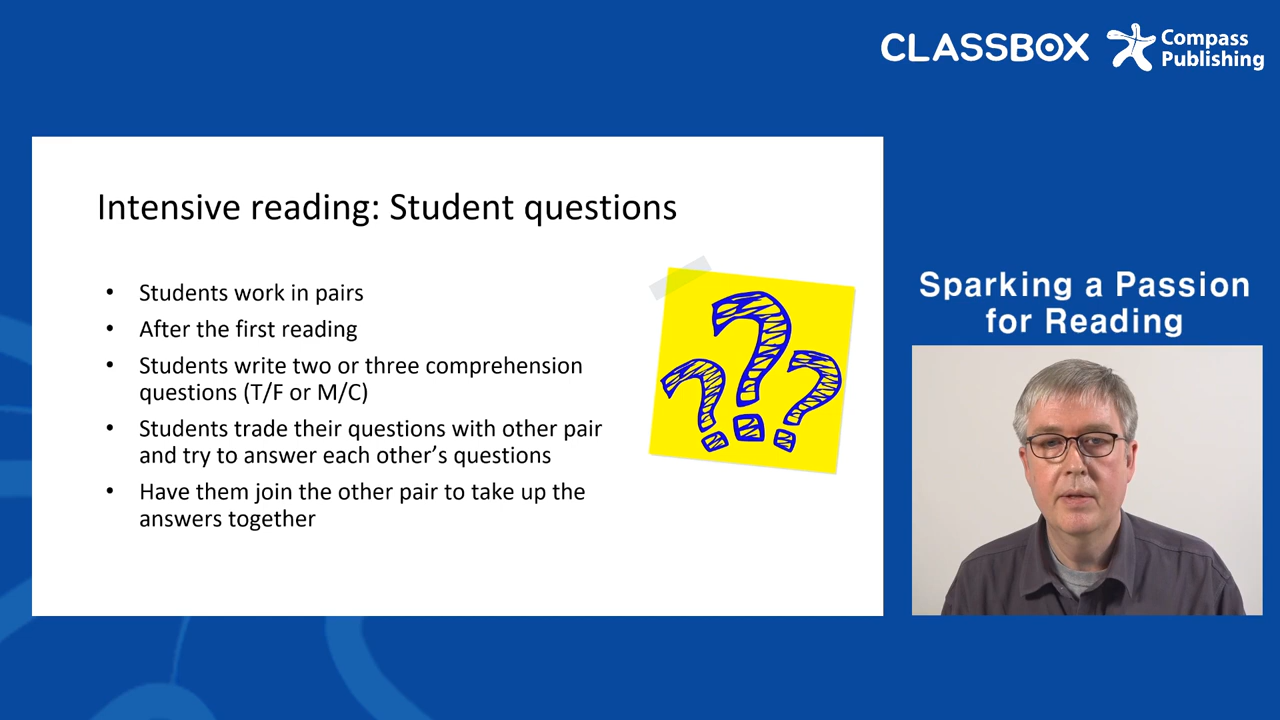 CLASSBOX
Compass
Publishing
Intensive reading: Student questions
• Students work in pairs
• After the first reading
• Students write two or three comprehension
questions (T/F or M/C)
• Students trade their questions with other pair
and try to answer each other’s questions
• Have them join the other pair to take up the
answers together
???
Sparking a Passion
for Reading